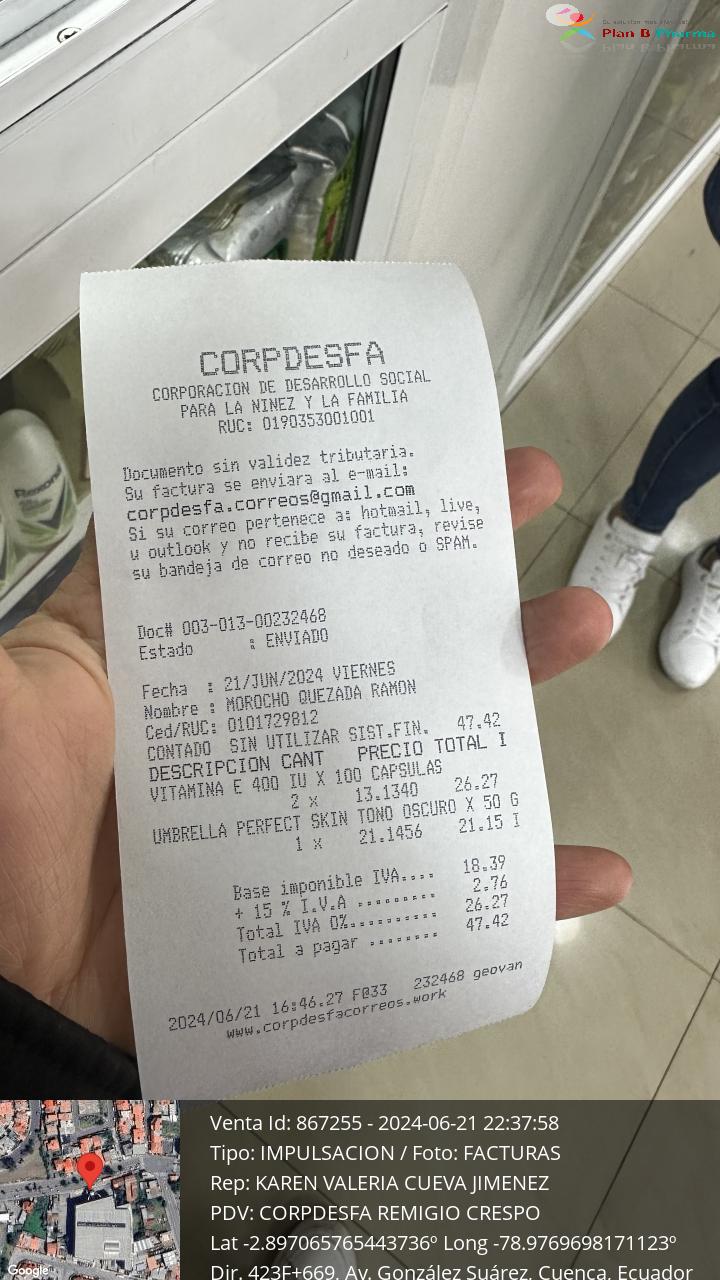 Su solucion mas efectiva!
Plan B Pharma
CORPDESFA
CORPORACION DE DESARROLLO SOCIAL
PARA LA NINEZ Y LA FAMILIA
RUC: 0190353001001
Documento sin validez tributaria.
Su factura se enviara al e-mail:
corpdesfa.correos@gmail.com
Si su correo pertenece a: hotmail, live,
u outlook y no recibe su factura, revise
su bandeja de correo no deseado o SPAM.
Doc# 003-013-00232468
Estado : ENVIADO
Fecha : 21/JUN/2024 VIERNES
Nombre : MOROCHO QUEZADA RAMON
Ced/RUC: 0101729812
CONTADO SIN UTILIZAR SIST.FIN. 47.42
DESCRIPCION CANT PRECIO TOTAL I
VITAMINA E 400 IU X 100 CAPSULAS
2 x 13.1340 26.27
UMBRELLA PERFECT SKIN TONO OSCURO X 50 G
1 x 21.1456 21.15 I
Base imponible IVA.... 18.39
+ 15 % I.V.A ......... 2.76
Total IVA 0%.......... 26.27
Total a pagar ........ 47.42
2024/06/21 16:46.27 F@33 232468 geovan
www.corpdesfacorreos.work
Rexona
Venta Id: 867255 - 2024-06-21 22:37:58
Tipo: IMPULSACION / Foto: FACTURAS
Rep: KAREN VALERIA CUEVA JIMENEZ
PDV: CORPDESFA REMIGIO CRESPO
Lat -2.897065765443736º Long -78.9769698171123º
Dir. 423F+669, Av. González Suárez, Cuenca, Ecuador
Google